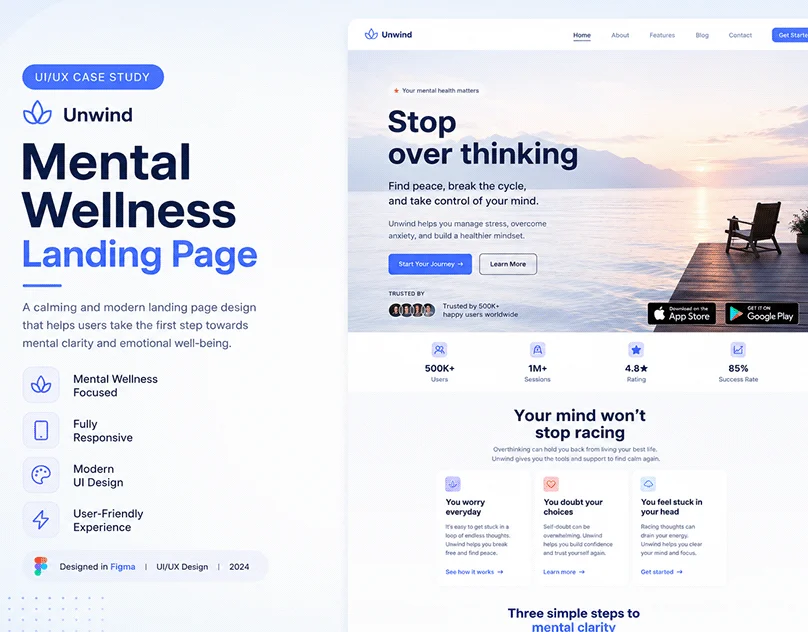 UI/UX CASE STUDY
Unwind
Mental
Wellness
Landing Page
A calming and modern landing page design
that helps users take the first step towards
mental clarity and emotional well-being.
Mental Wellness
Focused
Fully
Responsive
Modern
UI Design
User-Friendly
Experience
Designed in Figma | UI/UX Design | 2024
Unwind
Home About Features Blog Contact Get Starte
★ Your mental health matters
Stop
over thinking
Find peace, break the cycle,
and take control of your mind.
Unwind helps you manage stress, overcome
anxiety, and build a healthier mindset.
Start Your Journey → Learn More
TRUSTED BY
Trusted by 500K+
happy users worldwide
Download on the
App Store
GET IT ON
Google Play
500K+ 1M+ 4.8★ 85%
Users Sessions Rating Success Rate
Your mind won't
stop racing
Overthinking can hold you back from living your best life.
Unwind gives you the tools and support to find calm again.
You worry
everyday
It's easy to get stuck in a
loop of endless thoughts.
Unwind helps you break
free and find peace.
See how it works →
You doubt your
choices
Self-doubt can be
overwhelming. Unwind
helps you build confidence
and trust yourself again.
Learn more →
You feel stuck in
your head
Racing thoughts can
drain your energy.
Unwind helps you clear
your mind and focus.
Get started →
Three simple steps to
mental clarity